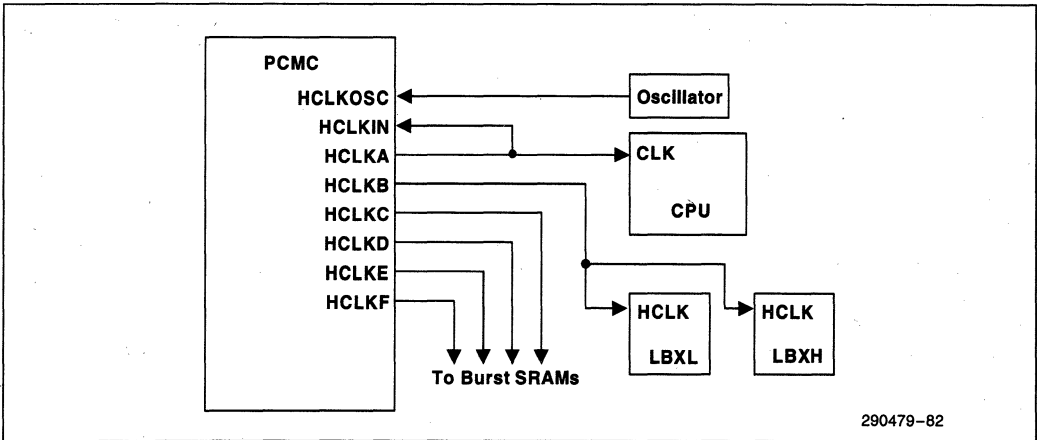 PCMC
HCLKOSC
Oscillator
HCLKIN
HCLKA
CLK
HCLKB
CPU
HCLKC
HCLKD
HCLKE
HCLKF
HCLK
HCLK
LBXL
LBXH
To Burst SRAMs
290479-82